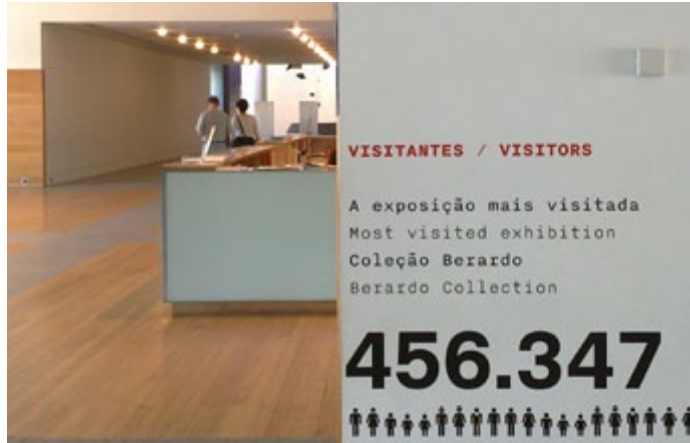 VISITANTES / VISITORS
A exposição mais visitada
Most visited exhibition
Coleção Berardo
Berardo Collection
456.347